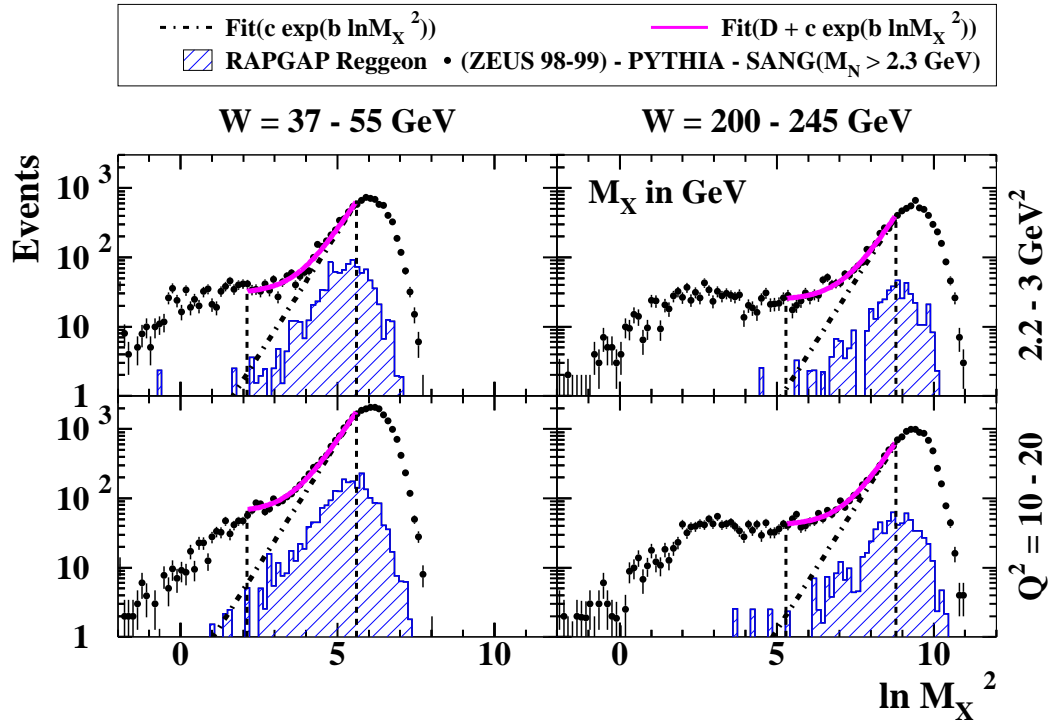 Fit(c exp(b lnM_X ^2)) Fit(D + c exp(b lnM_X ^2))
RAPGAP Reggeon • (ZEUS 98-99) - PYTHIA - SANG(M_N > 2.3 GeV)
W = 37 - 55 GeV W = 200 - 245 GeV
Events
10^3
10^2
10
1
M_X in GeV
2.2 - 3 GeV^2
10^3
10^2
10
1
Q^2 = 10 - 20
0 5 10 0 5 10
ln M_X ^2